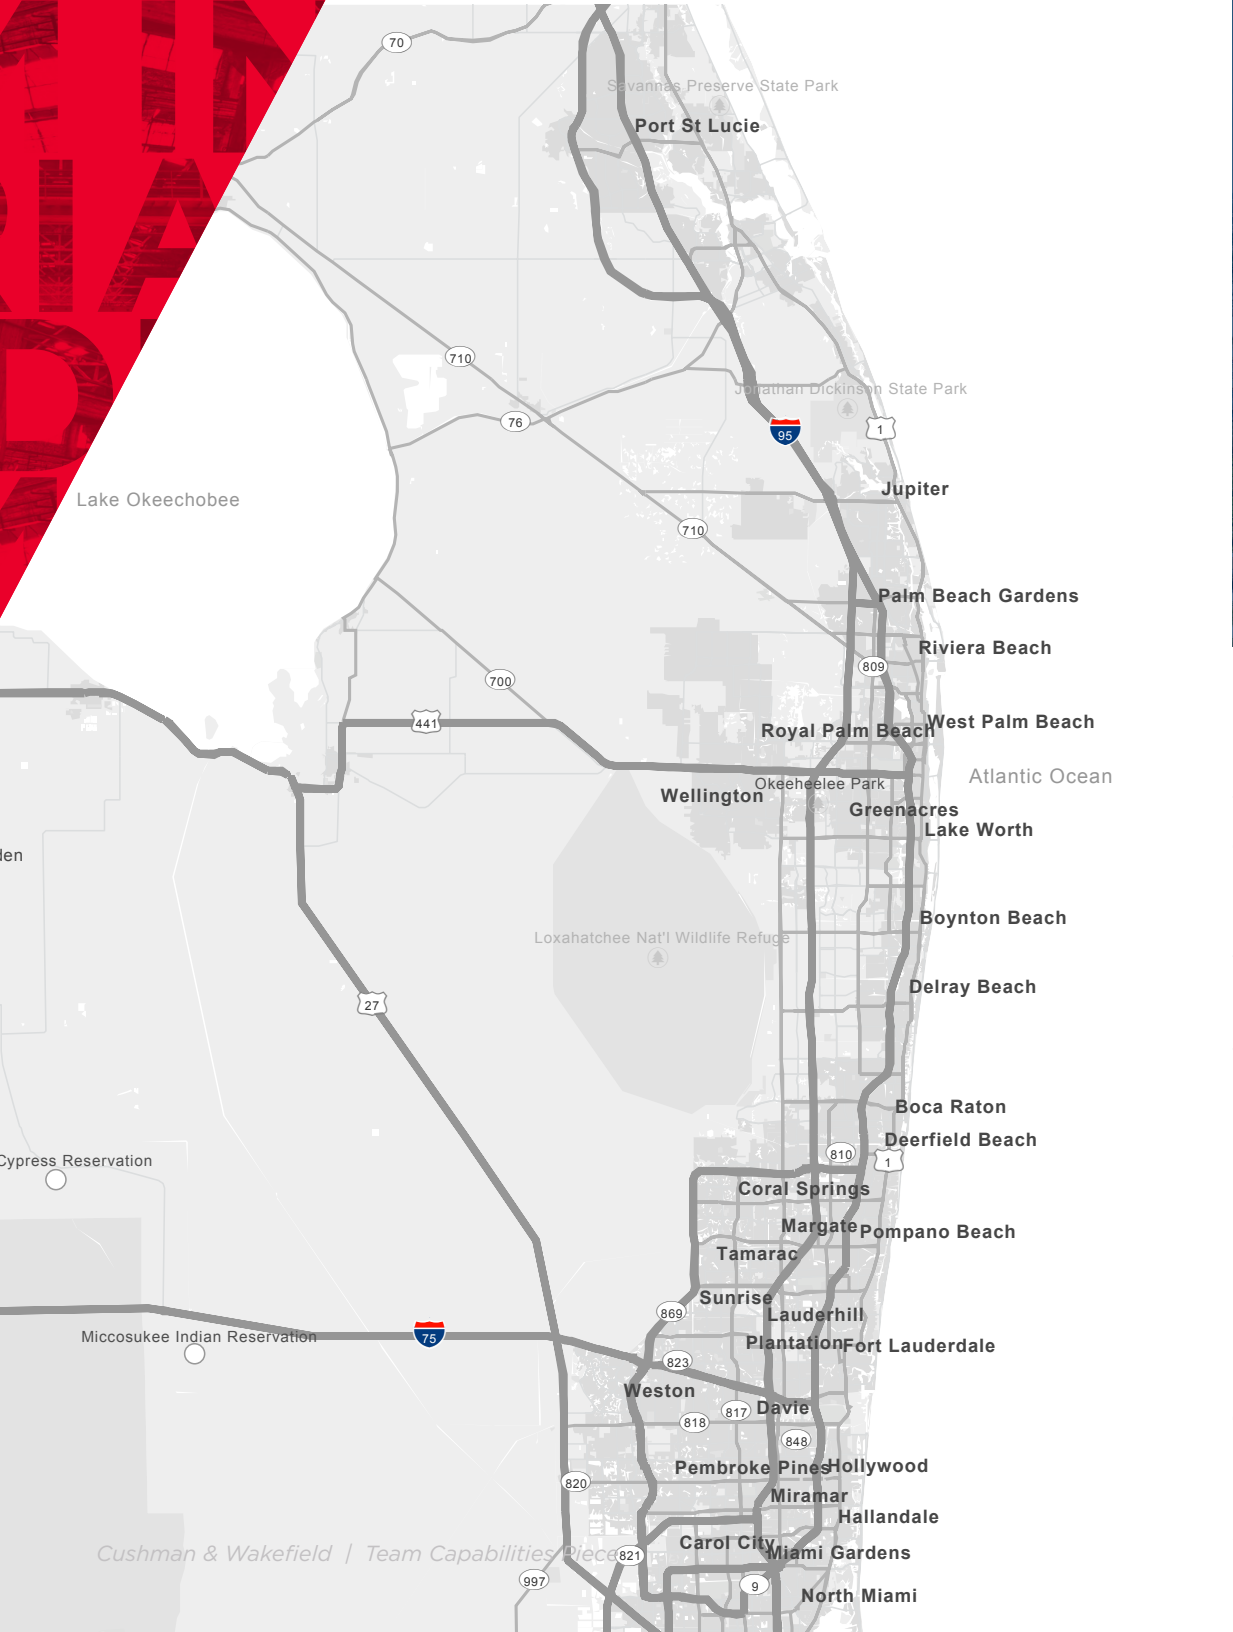 70
Savannas Preserve State Park
Port St Lucie
710
76
Jonathan Dickinson State Park
95
1
Jupiter
Lake Okeechobee
710
Palm Beach Gardens
Riviera Beach
809
700
441
West Palm Beach
Royal Palm Beach
Atlantic Ocean
Okeeheelee Park
Wellington
Greenacres
Lake Worth
den
Boynton Beach
Loxahatchee Nat'l Wildlife Refuge
Delray Beach
27
Boca Raton
Deerfield Beach
810
1
Cypress Reservation
Coral Springs
Margate
Pompano Beach
Tamarac
Sunrise
869
Lauderhill
Miccosukee Indian Reservation
75
Plantation
Fort Lauderdale
823
Weston
817
Davie
818
848
Pembroke Pines
Hollywood
820
Miramar
Hallandale
Carol City
Miami Gardens
Cushman & Wakefield | Team Capabilities Piece
821
997
9
North Miami